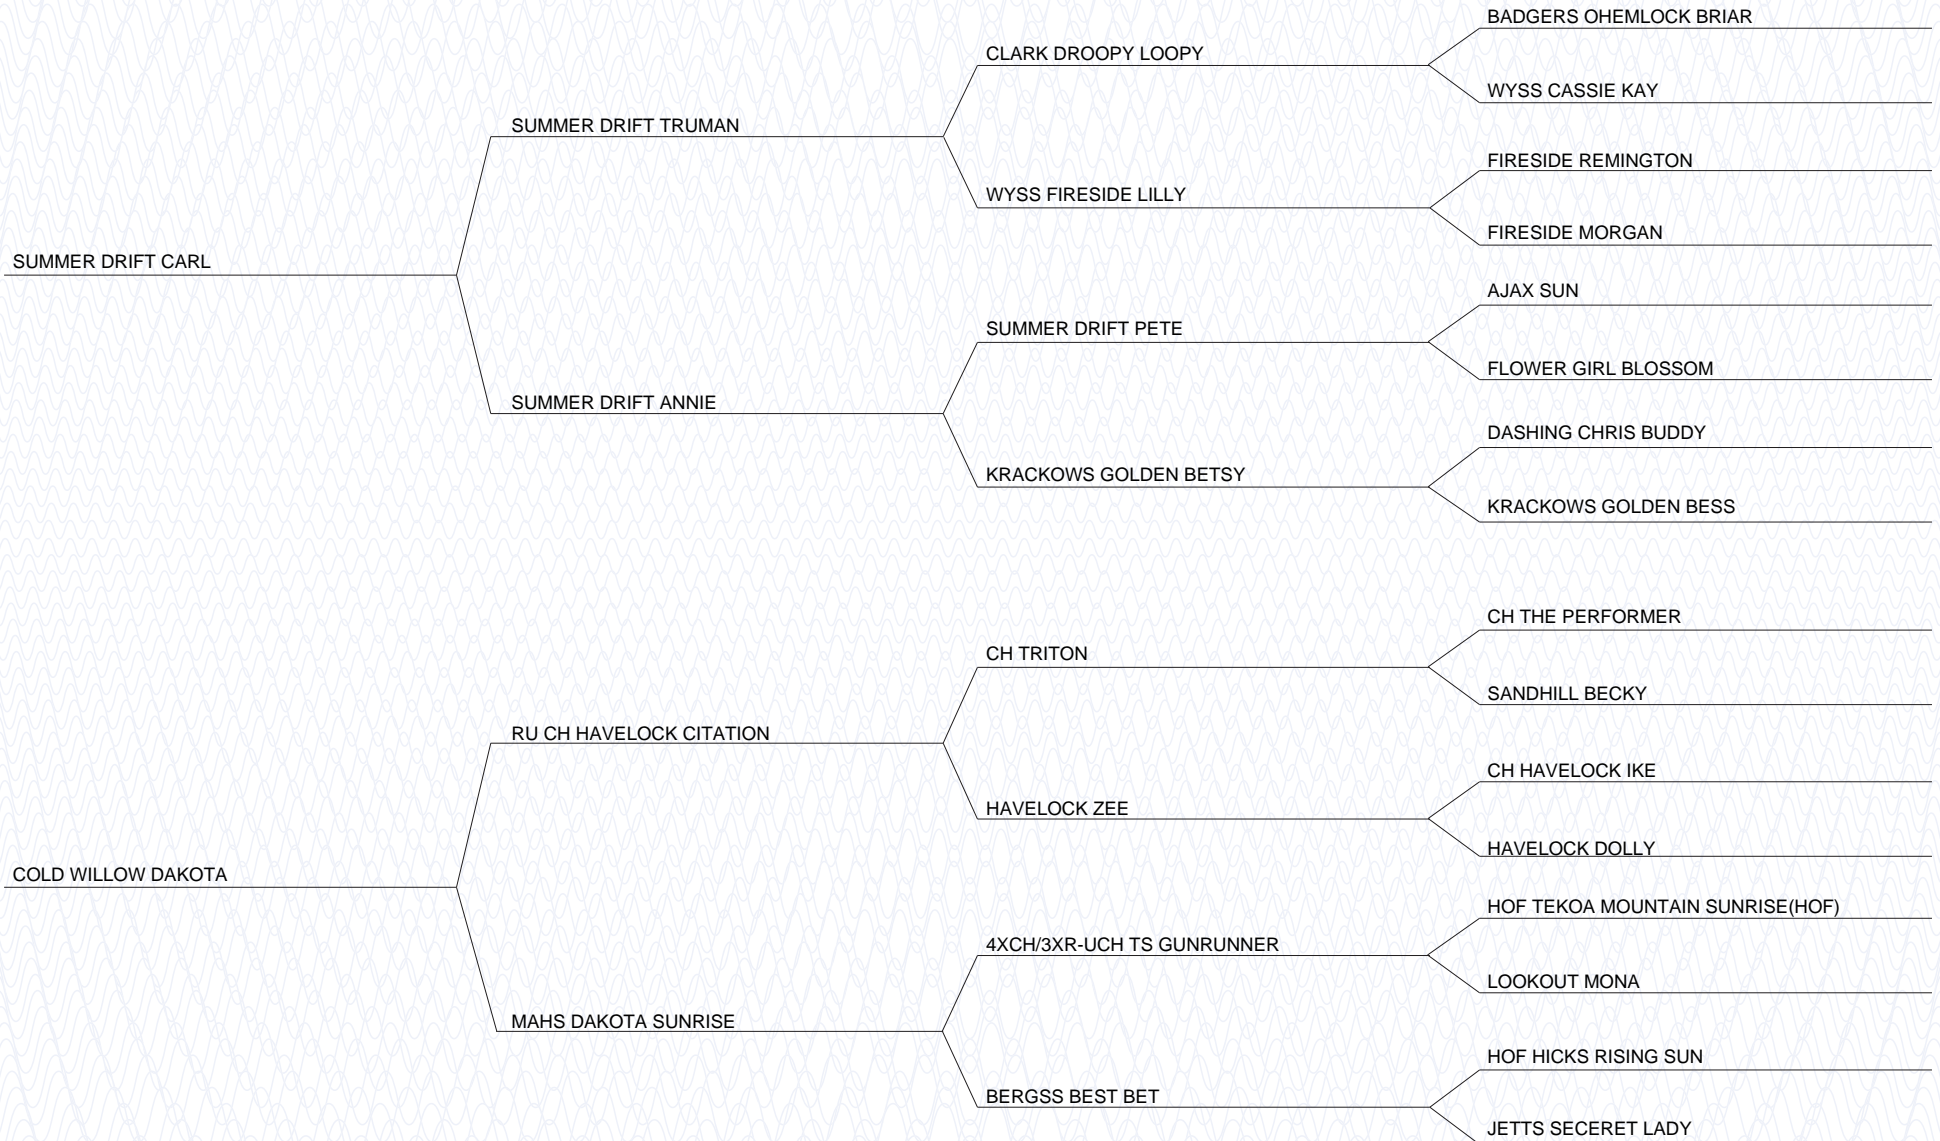 BADGERS OHEMLOCK BRIAR
CLARK DROOPY LOOPY
WYSS CASSIE KAY
SUMMER DRIFT TRUMAN
FIRESIDE REMINGTON
WYSS FIRESIDE LILLY
FIRESIDE MORGAN
SUMMER DRIFT CARL
AJAX SUN
SUMMER DRIFT PETE
FLOWER GIRL BLOSSOM
SUMMER DRIFT ANNIE
DASHING CHRIS BUDDY
KRACKOWS GOLDEN BETSY
KRACKOWS GOLDEN BESS
CH THE PERFORMER
CH TRITON
SANDHILL BECKY
RU CH HAVELOCK CITATION
CH HAVELOCK IKE
HAVELOCK ZEE
HAVELOCK DOLLY
COLD WILLOW DAKOTA
HOF TEKOA MOUNTAIN SUNRISE(HOF)
4XCH/3XR-UCH TS GUNRUNNER
LOOKOUT MONA
MAHS DAKOTA SUNRISE
HOF HICKS RISING SUN
BERGSS BEST BET
JETTS SECERET LADY